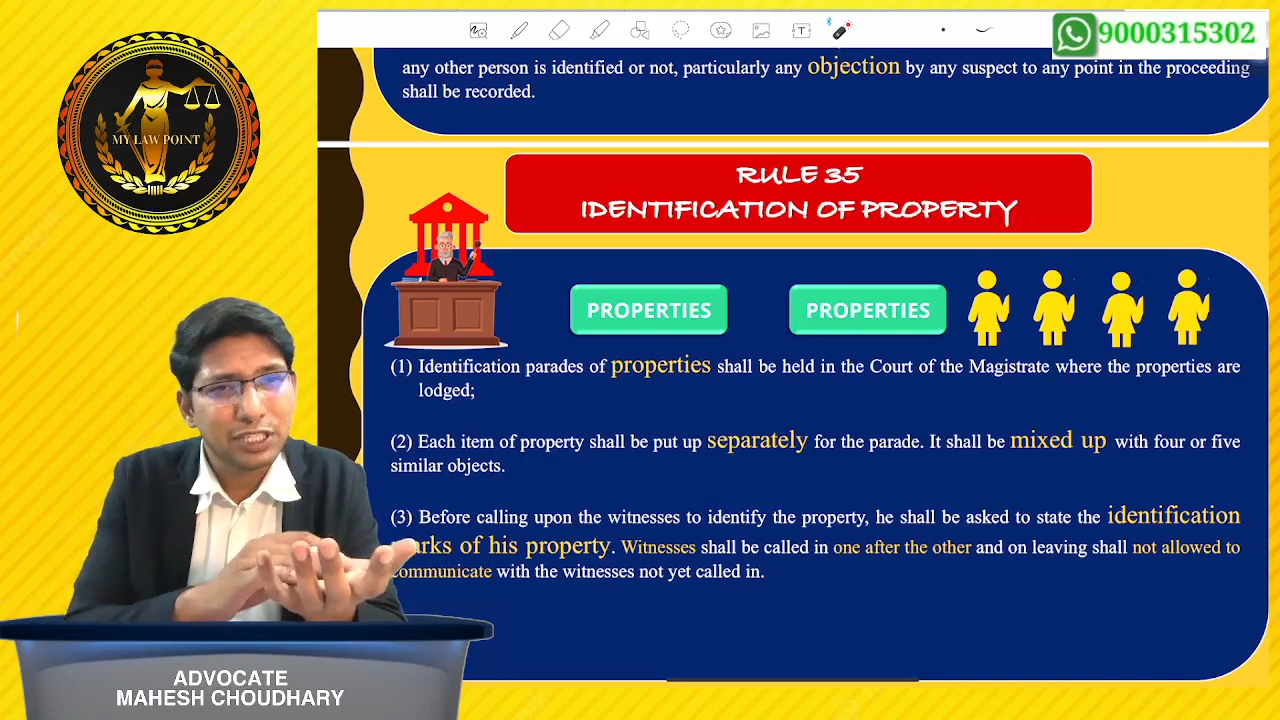 9000315302
MY LAW POINT
any other person is identified or not, particularly any objection by any suspect to any point in the proceeding
shall be recorded.
RULE 35
IDENTIFICATION OF PROPERTY
PROPERTIES PROPERTIES
(1) Identification parades of properties shall be held in the Court of the Magistrate where the properties are
lodged;
(2) Each item of property shall be put up separately for the parade. It shall be mixed up with four or five
similar objects.
(3) Before calling upon the witnesses to identify the property, he shall be asked to state the identification
marks of his property. Witnesses shall be called in one after the other and on leaving shall not allowed to
communicate with the witnesses not yet called in.
ADVOCATE
MAHESH CHOUDHARY